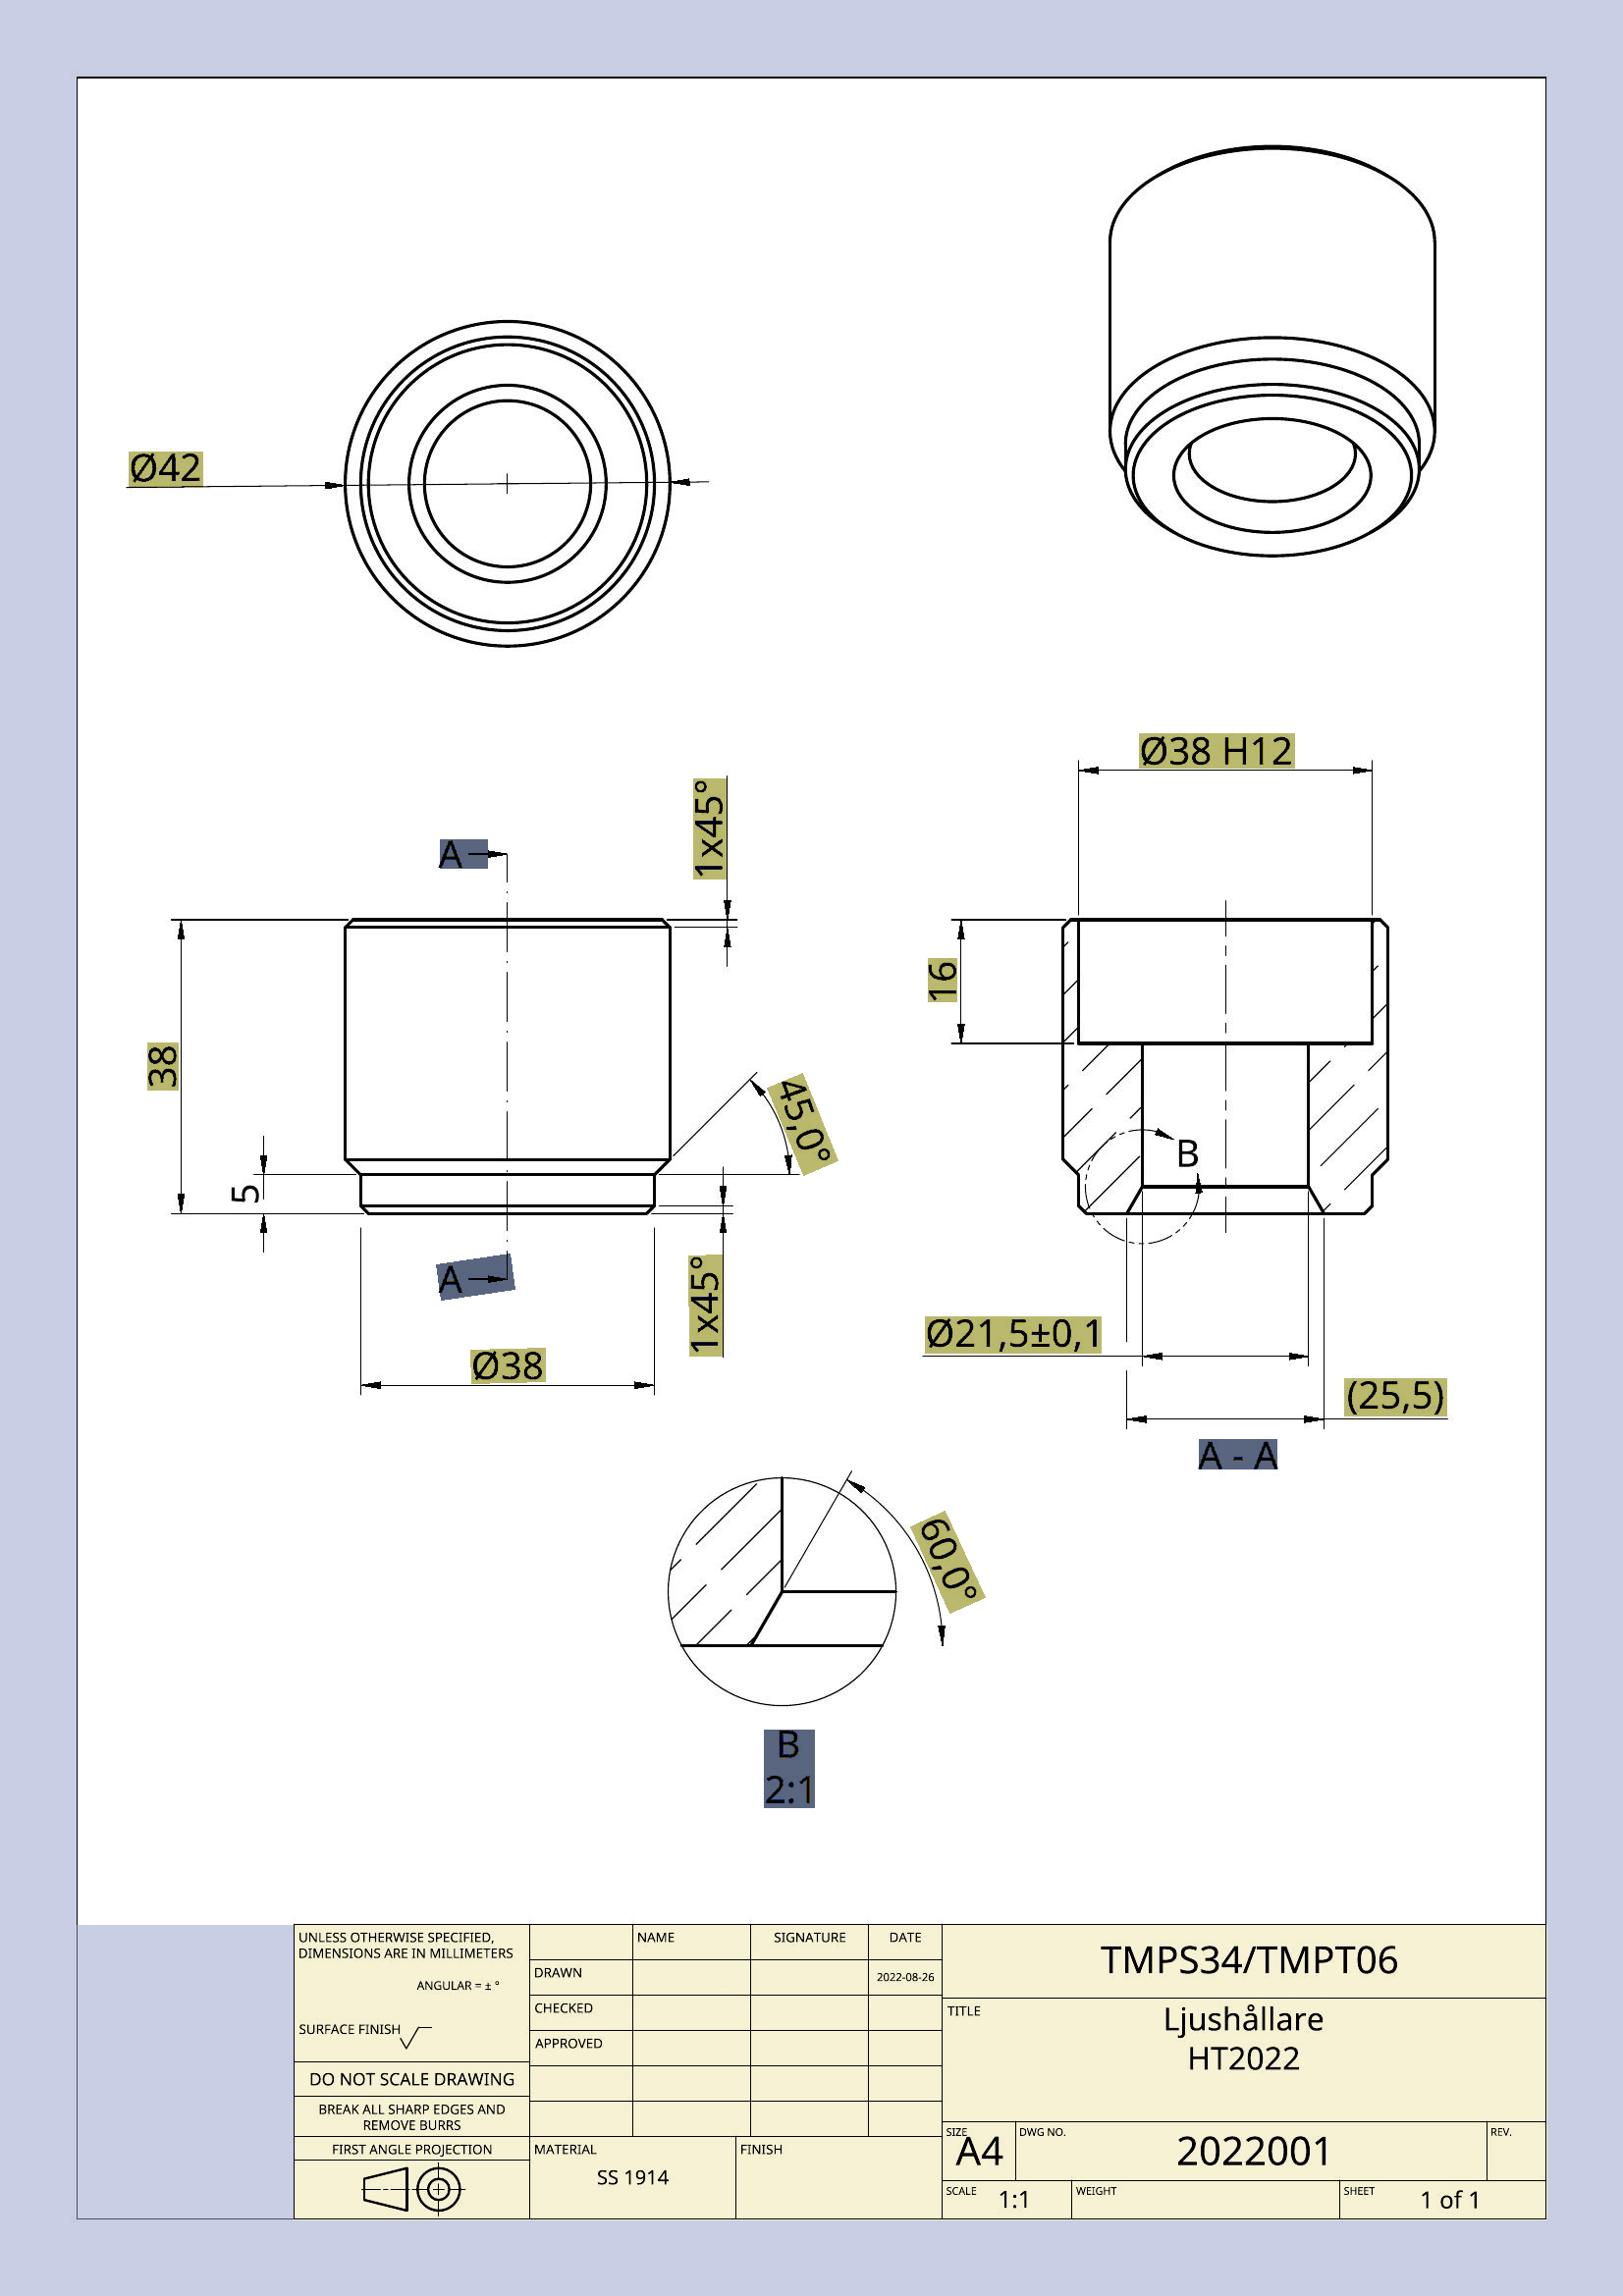 Ø42
Ø38 H12
1x45°
A
16
38
45,0°
B
5
A
1x45°
Ø21,5±0,1
Ø38
(25,5)
A - A
60,0°
B
2:1
UNLESS OTHERWISE SPECIFIED,
DIMENSIONS ARE IN MILLIMETERS
ANGULAR = ± °
SURFACE FINISH
DO NOT SCALE DRAWING
BREAK ALL SHARP EDGES AND
REMOVE BURRS
FIRST ANGLE PROJECTION
NAME SIGNATURE DATE
DRAWN 2022-08-26
CHECKED
APPROVED
MATERIAL
SS 1914
FINISH
TMPS34/TMPT06
TITLE
Ljushållare
HT2022
SIZE
A4
DWG NO.
2022001
REV.
SCALE
1:1
WEIGHT
SHEET
1 of 1